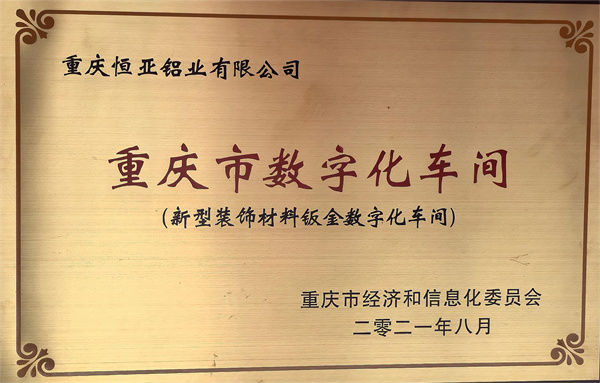 重庆恒亚铝业有限公司
重庆市数字化车间
(新型装饰材料钣金数字化车间)
重庆市经济和信息化委员会
二零二一年八月